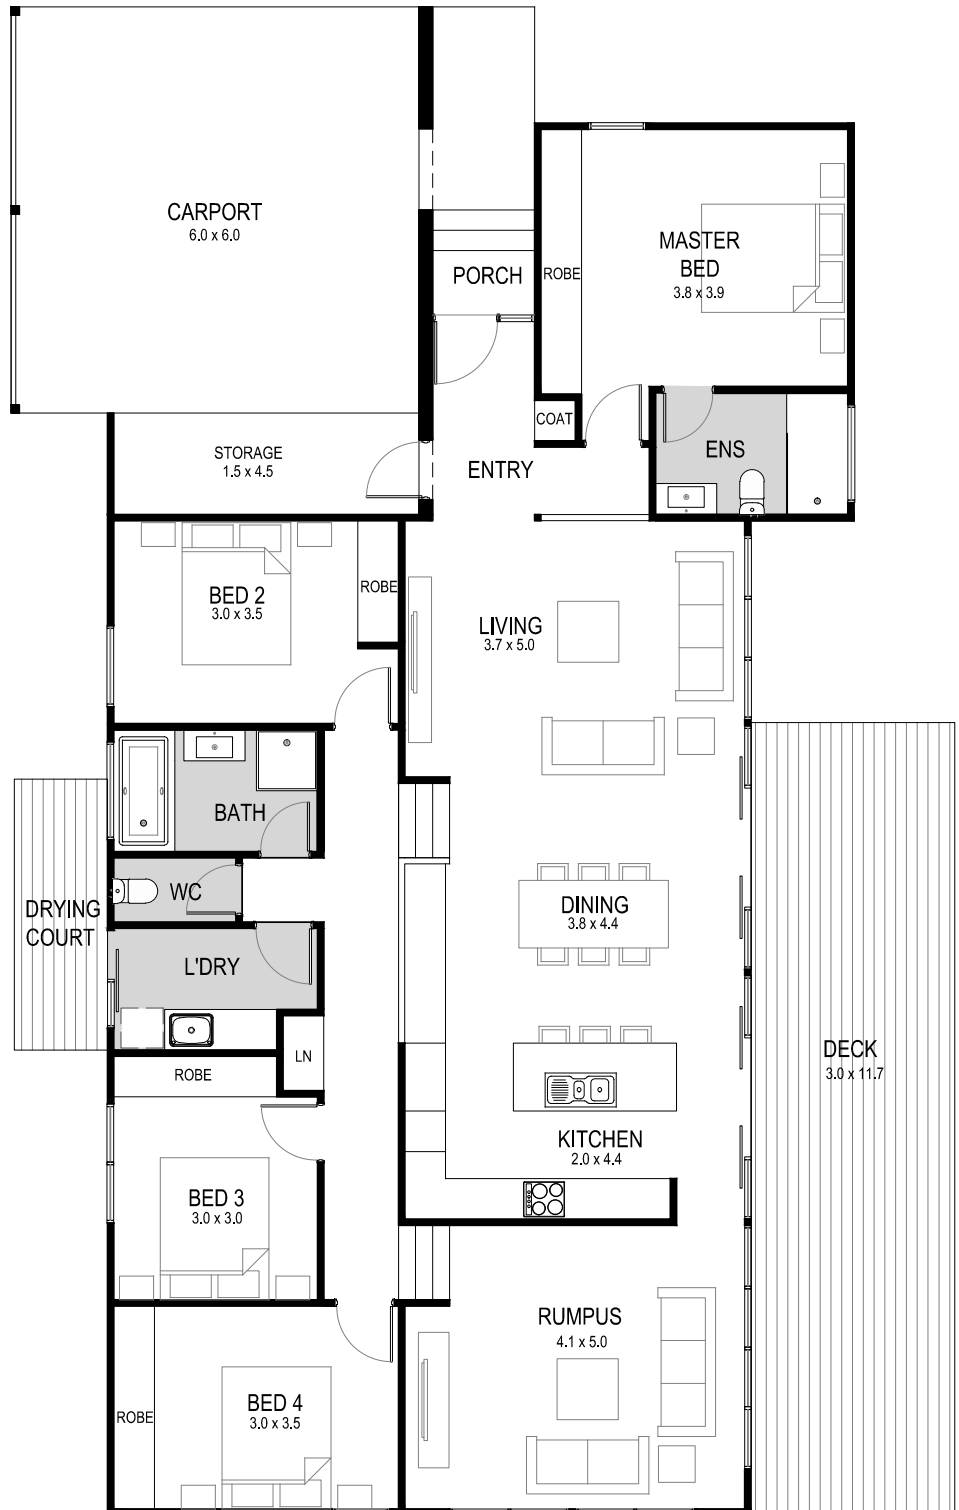 CARPORT
6.0 x 6.0
MASTER
BED
3.8 x 3.9
ROBE
PORCH
COAT
STORAGE
1.5 x 4.5
ENTRY
ENS
BED 2
3.0 x 3.5
ROBE
LIVING
3.7 x 5.0
BATH
WC
DRYING
COURT
DINING
3.8 x 4.4
L'DRY
LN
ROBE
DECK
3.0 x 11.7
KITCHEN
2.0 x 4.4
BED 3
3.0 x 3.0
RUMPUS
4.1 x 5.0
BED 4
3.0 x 3.5
ROBE